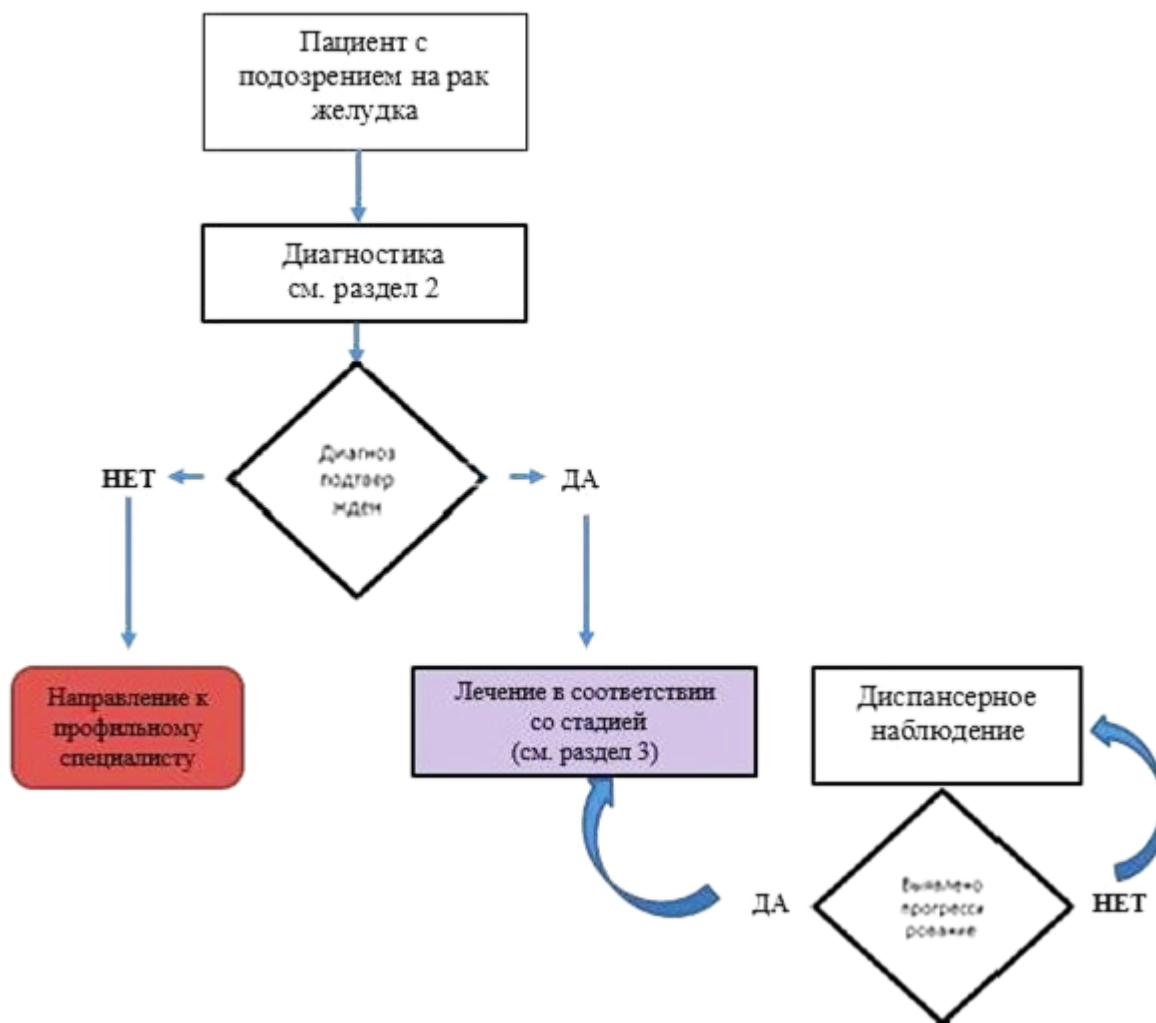 Пациент с
подозрением на рак
желудка
Диагностика
см. раздел 2
Диагноз
подтвер
жден
НЕТ
ДА
Направление к
профильному
специалисту
Лечение в соответствии
со стадией
(см. раздел 3)
Диспансерное
наблюдение
Выявлено
прогресси
рование
ДА
НЕТ